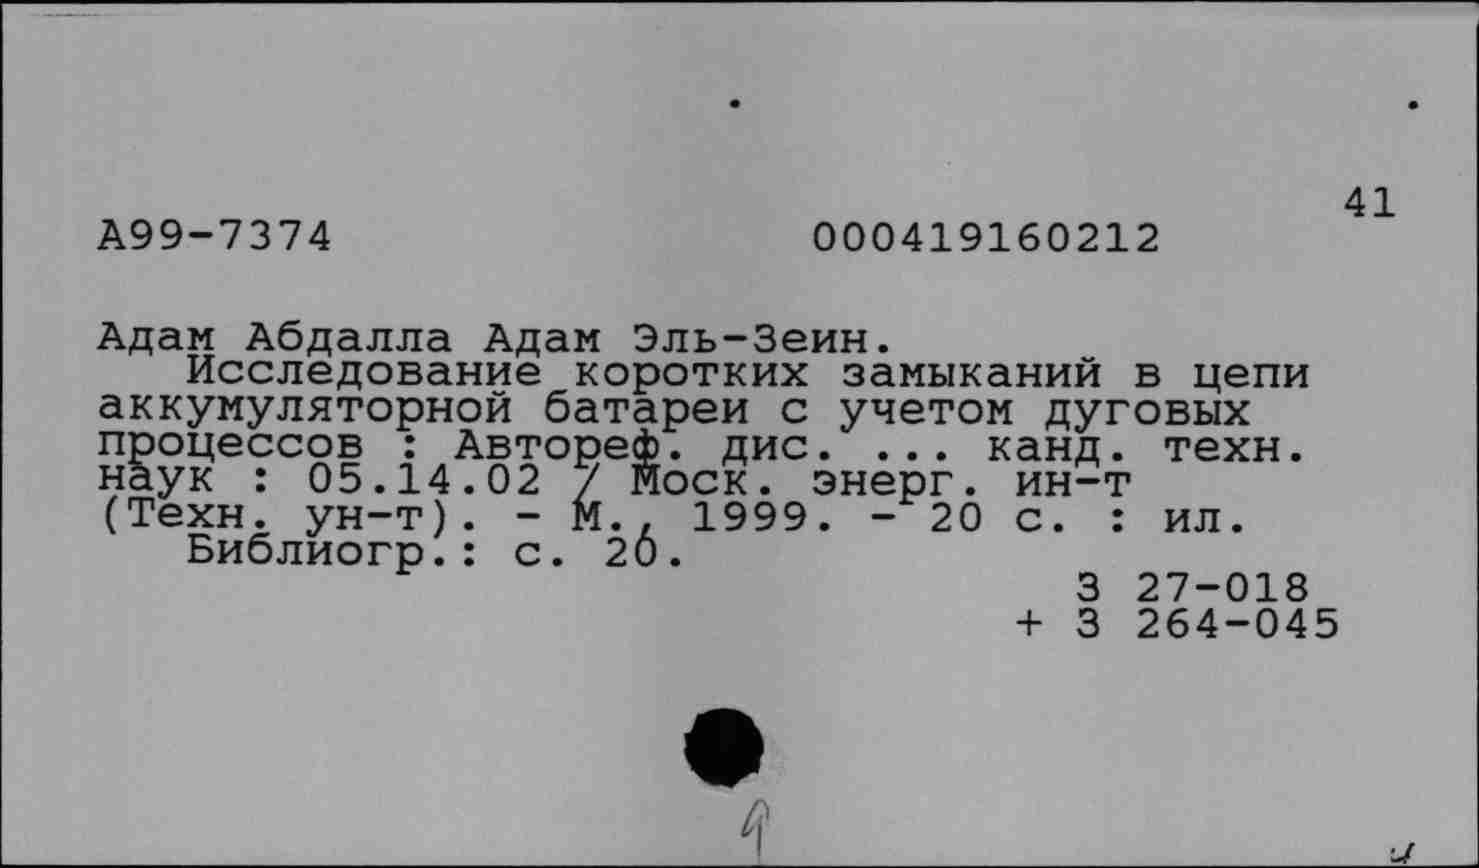 41
А99-7374 000419160212
Адам Абдалла Адам Эль-Зеин.
Исследование коротких замыканий в цепи
аккумуляторной батареи с учетом дуговых
процессов : Автореф. дис. ... канд. техн.
наук : 05.14.02 / Моск. энерг. ин-т
(Техн. ун-т). - М., 1999. - 20 с. : ил.
Библиогр.: с. 20.
З 27-018
+ З 264-045